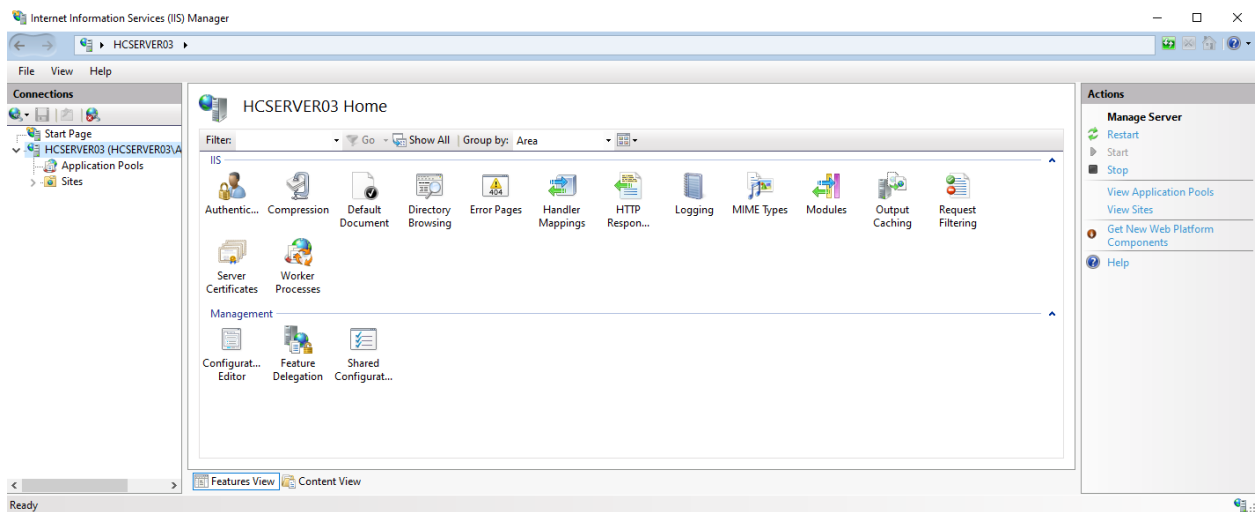 Internet Information Services (IIS) Manager
HCSERVER03
File View Help
Connections
Start Page
HCSERVER03 (HCSERVER03\A
Application Pools
Sites
HCSERVER03 Home
Filter: Go Show All Group by: Area
IIS
Authentic... Compression Default Directory Error Pages Handler HTTP Logging MIME Types Modules Output Request
Document Browsing Mappings Respon... Caching Filtering
404
Server Worker
Certificates Processes
Management
Configurat... Feature Shared
Editor Delegation Configurat...
Features View Content View
Actions
Manage Server
Restart
Start
Stop
View Application Pools
View Sites
Get New Web Platform
Components
Help
Ready